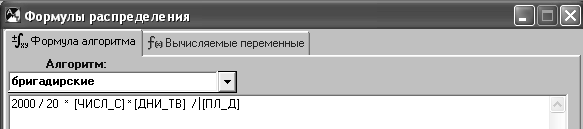 Формулы распределения
Формула алгоритма
Вычисляемые переменные
Алгоритм:
бригадирские
2000 / 20 * [ЧИСЛ_С] * [ДНИ_ТВ] / [ПЛ_Д]